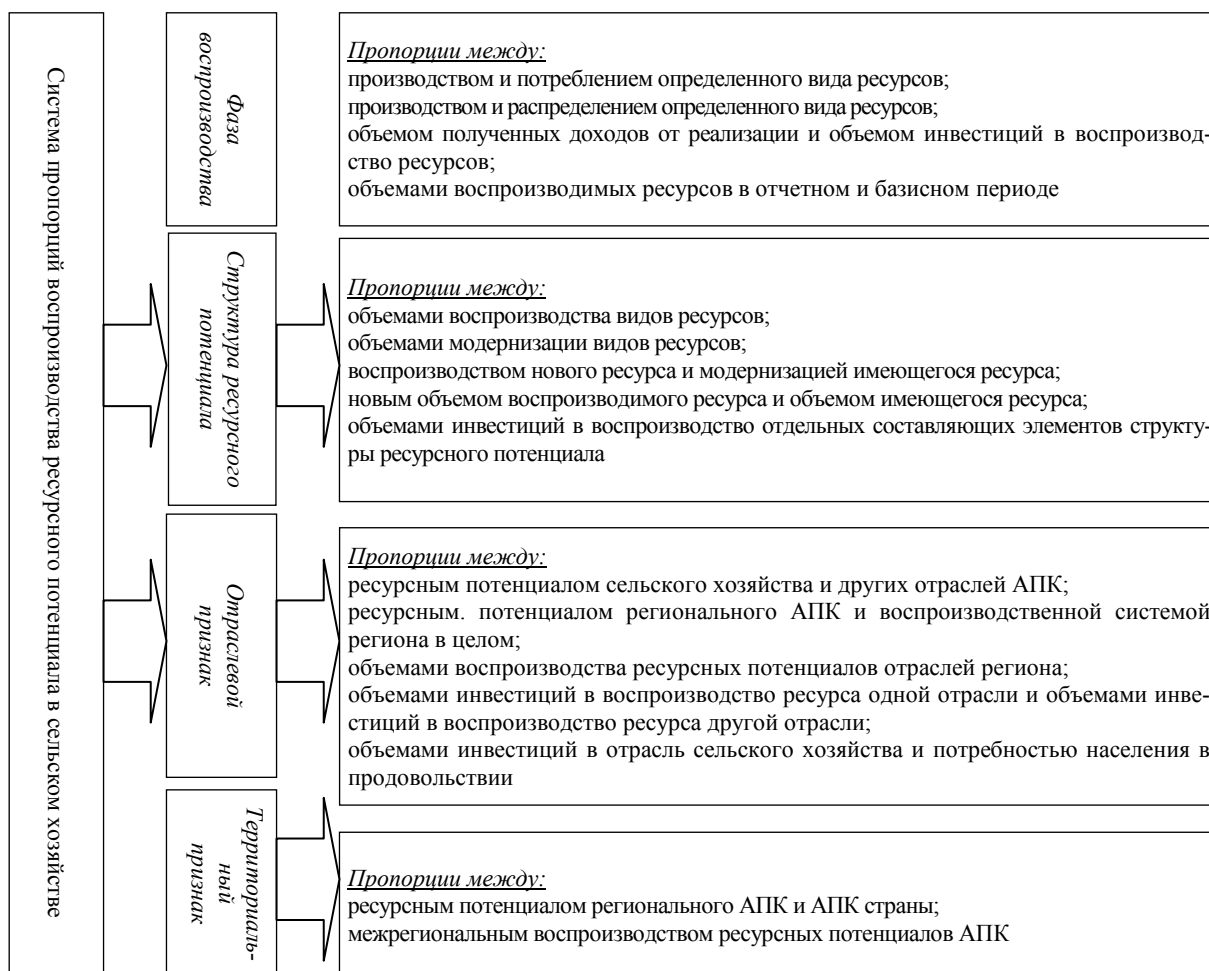 Система пропорций воспроизводства ресурсного потенциала в сельском хозяйстве
Фаза
воспроизводства
Пропорции между:
производством и потреблением определенного вида ресурсов;
производством и распределением определенного вида ресурсов;
объемом полученных доходов от реализации и объемом инвестиций в воспроизвод-
ство ресурсов;
объемами воспроизводимых ресурсов в отчетном и базисном периоде
Структура ресурсного
потенциала
Пропорции между:
объемами воспроизводства видов ресурсов;
объемами модернизации видов ресурсов;
воспроизводством нового ресурса и модернизацией имеющегося ресурса;
новым объемом воспроизводимого ресурса и объемом имеющегося ресурса;
объемами инвестиций в воспроизводство отдельных составляющих элементов структу-
ры ресурсного потенциала
Отраслевой
признак
Пропорции между:
ресурсным потенциалом сельского хозяйства и других отраслей АПК;
ресурсным. потенциалом регионального АПК и воспроизводственной системой
региона в целом;
объемами воспроизводства ресурсных потенциалов отраслей региона;
объемами инвестиций в воспроизводство ресурса одной отрасли и объемами инве-
стиций в воспроизводство ресурса другой отрасли;
объемами инвестиций в отрасль сельского хозяйства и потребностью населения в
продовольствии
Территориаль-
ный
признак
Пропорции между:
ресурсным потенциалом регионального АПК и АПК страны;
межрегиональным воспроизводством ресурсных потенциалов АПК